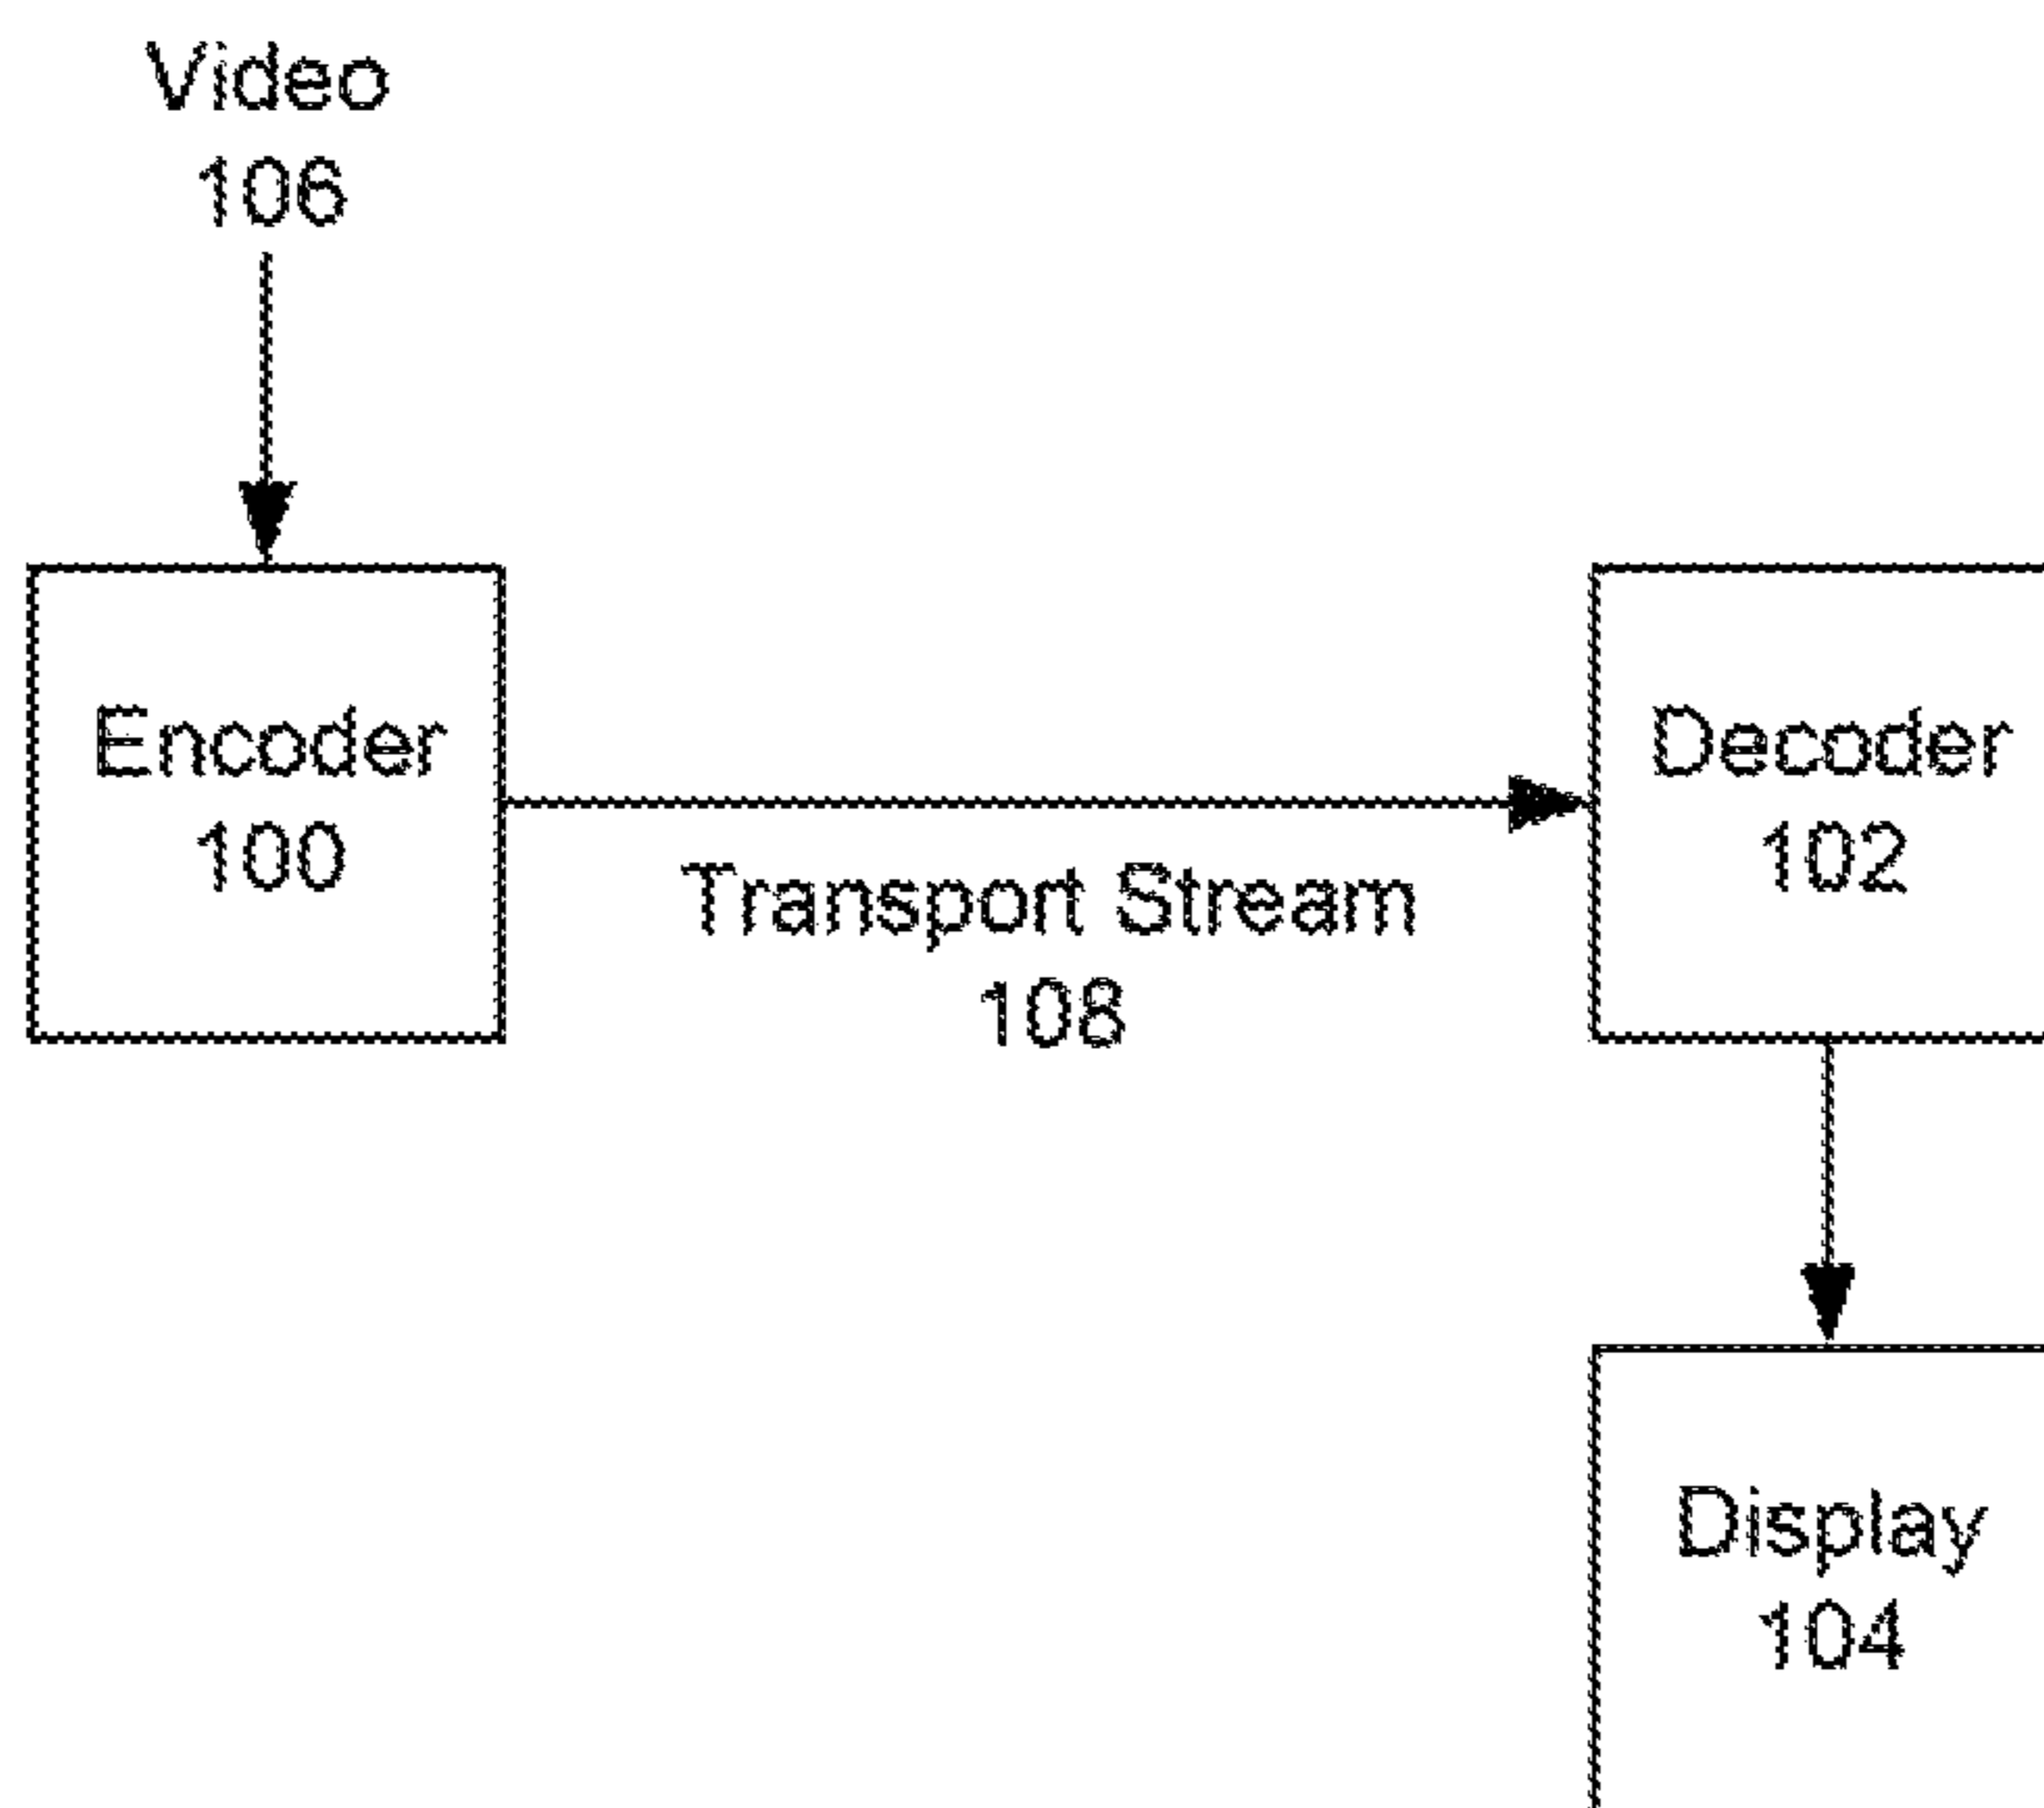 Video
106
Encoder
100
Transport Stream
108
Decoder
102
Display
104